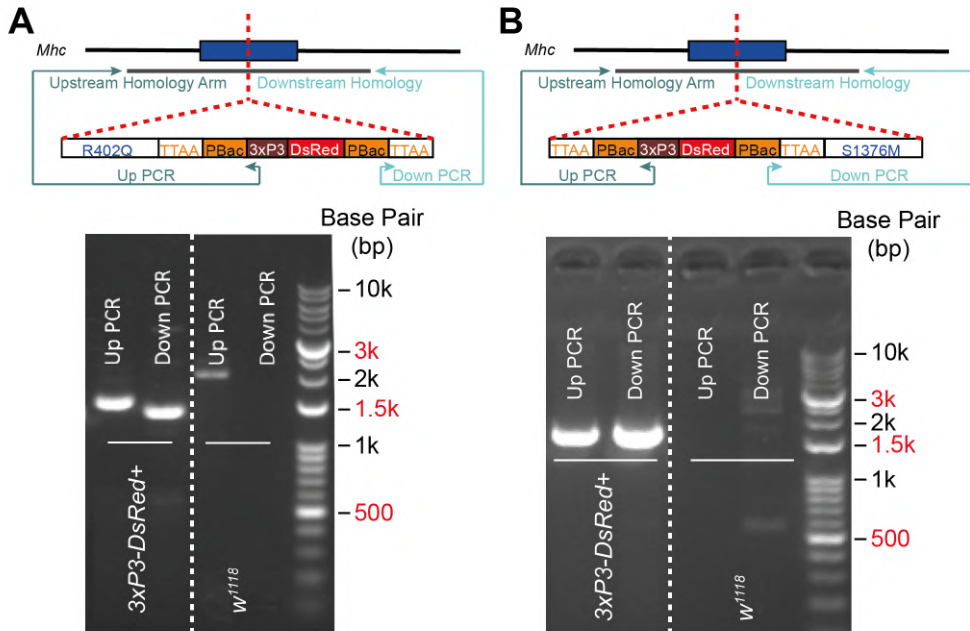 A
Mhc
Upstream Homology Arm Downstream Homology
R402Q TTAA PBac 3xP3 DsRed PBac TTAA
Up PCR Down PCR
Base Pair
(bp)
Up PCR
Down PCR
Up PCR
Down PCR
10k
3k
2k
1.5k
1k
500
3xP3-DsRed+
w1118
B
Mhc
Upstream Homology Arm Downstream Homology
TTAA PBac 3xP3 DsRed PBac TTAA S1376M
Up PCR Down PCR
Base Pair
(bp)
Up PCR
Down PCR
Up PCR
Down PCR
10k
3k
2k
1.5k
1k
500
3xP3-DsRed+
w1118